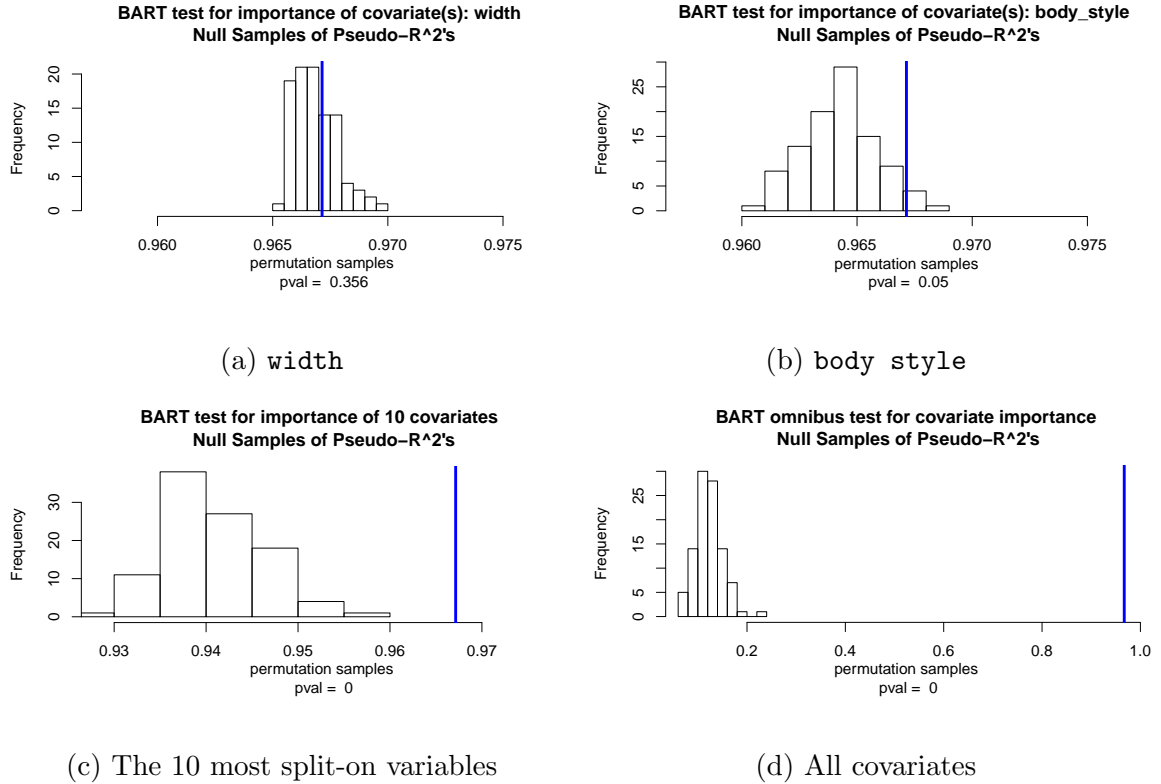 BART test for importance of covariate(s): width
Null Samples of Pseudo−R^2's
Frequency
20
15
10
5
0
0.960
0.965
0.970
0.975
permutation samples
pval = 0.356
(a) width
BART test for importance of covariate(s): body_style
Null Samples of Pseudo−R^2's
Frequency
25
15
5
0
0.960
0.965
0.970
0.975
permutation samples
pval = 0.05
(b) body style
BART test for importance of 10 covariates
Null Samples of Pseudo−R^2's
Frequency
30
20
10
0
0.93
0.94
0.95
0.96
0.97
permutation samples
pval = 0
(c) The 10 most split-on variables
BART omnibus test for covariate importance
Null Samples of Pseudo−R^2's
Frequency
25
15
5
0
0.2
0.4
0.6
0.8
1.0
permutation samples
pval = 0
(d) All covariates